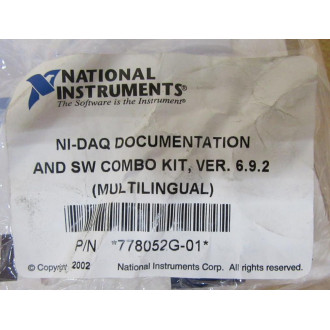 NATIONAL
INSTRUMENTS®
The Software is the Instrument®
NI-DAQ DOCUMENTATION
AND SW COMBO KIT, VER. 6.9.2
(MULTILINGUAL)
P/N *778052G-01*
© Copyright 2002 National Instruments Corp. All rights reserved.